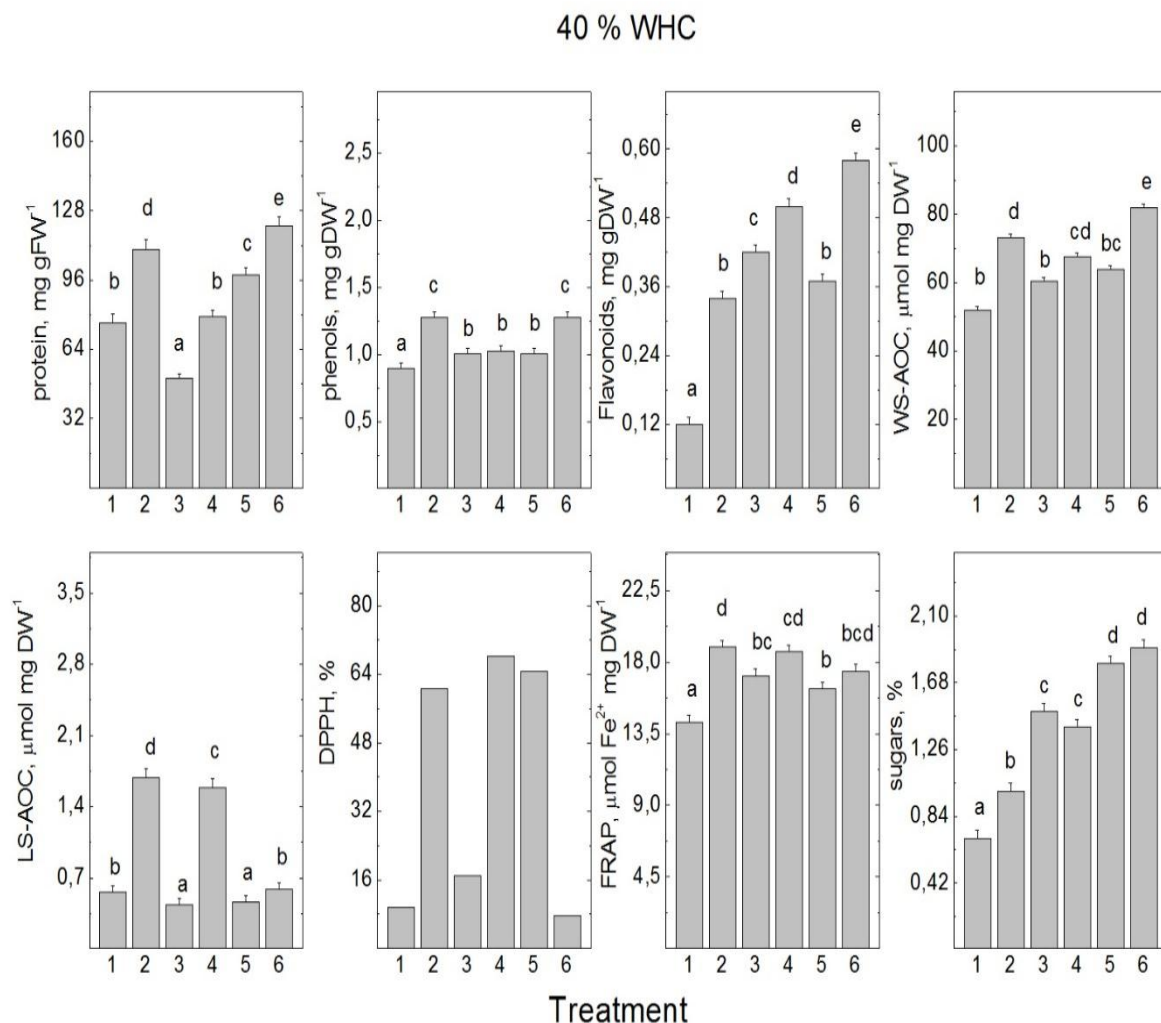 40 % WHC
protein, mg gFW⁻¹
160
128
96
64
32
b
d
a
b
c
e
1 2 3 4 5 6
phenols, mg gDW⁻¹
2,5
2,0
1,5
1,0
0,5
a
c
b
b
b
c
1 2 3 4 5 6
Flavonoids, mg gDW⁻¹
0,60
0,48
0,36
0,24
0,12
a
b
c
d
b
e
1 2 3 4 5 6
WS-AOC, μmol mg DW⁻¹
100
80
60
40
20
b
d
b
cd
bc
e
1 2 3 4 5 6
LS-AOC, μmol mg DW⁻¹
3,5
2,8
2,1
1,4
0,7
b
d
a
c
a
b
1 2 3 4 5 6
DPPH, %
80
64
48
32
16
1 2 3 4 5 6
FRAP, μmol Fe²⁺ mg DW⁻¹
22,5
18,0
13,5
9,0
4,5
a
d
bc
cd
b
bcd
1 2 3 4 5 6
sugars, %
2,10
1,68
1,26
0,84
0,42
a
b
c
c
d
d
1 2 3 4 5 6
Treatment